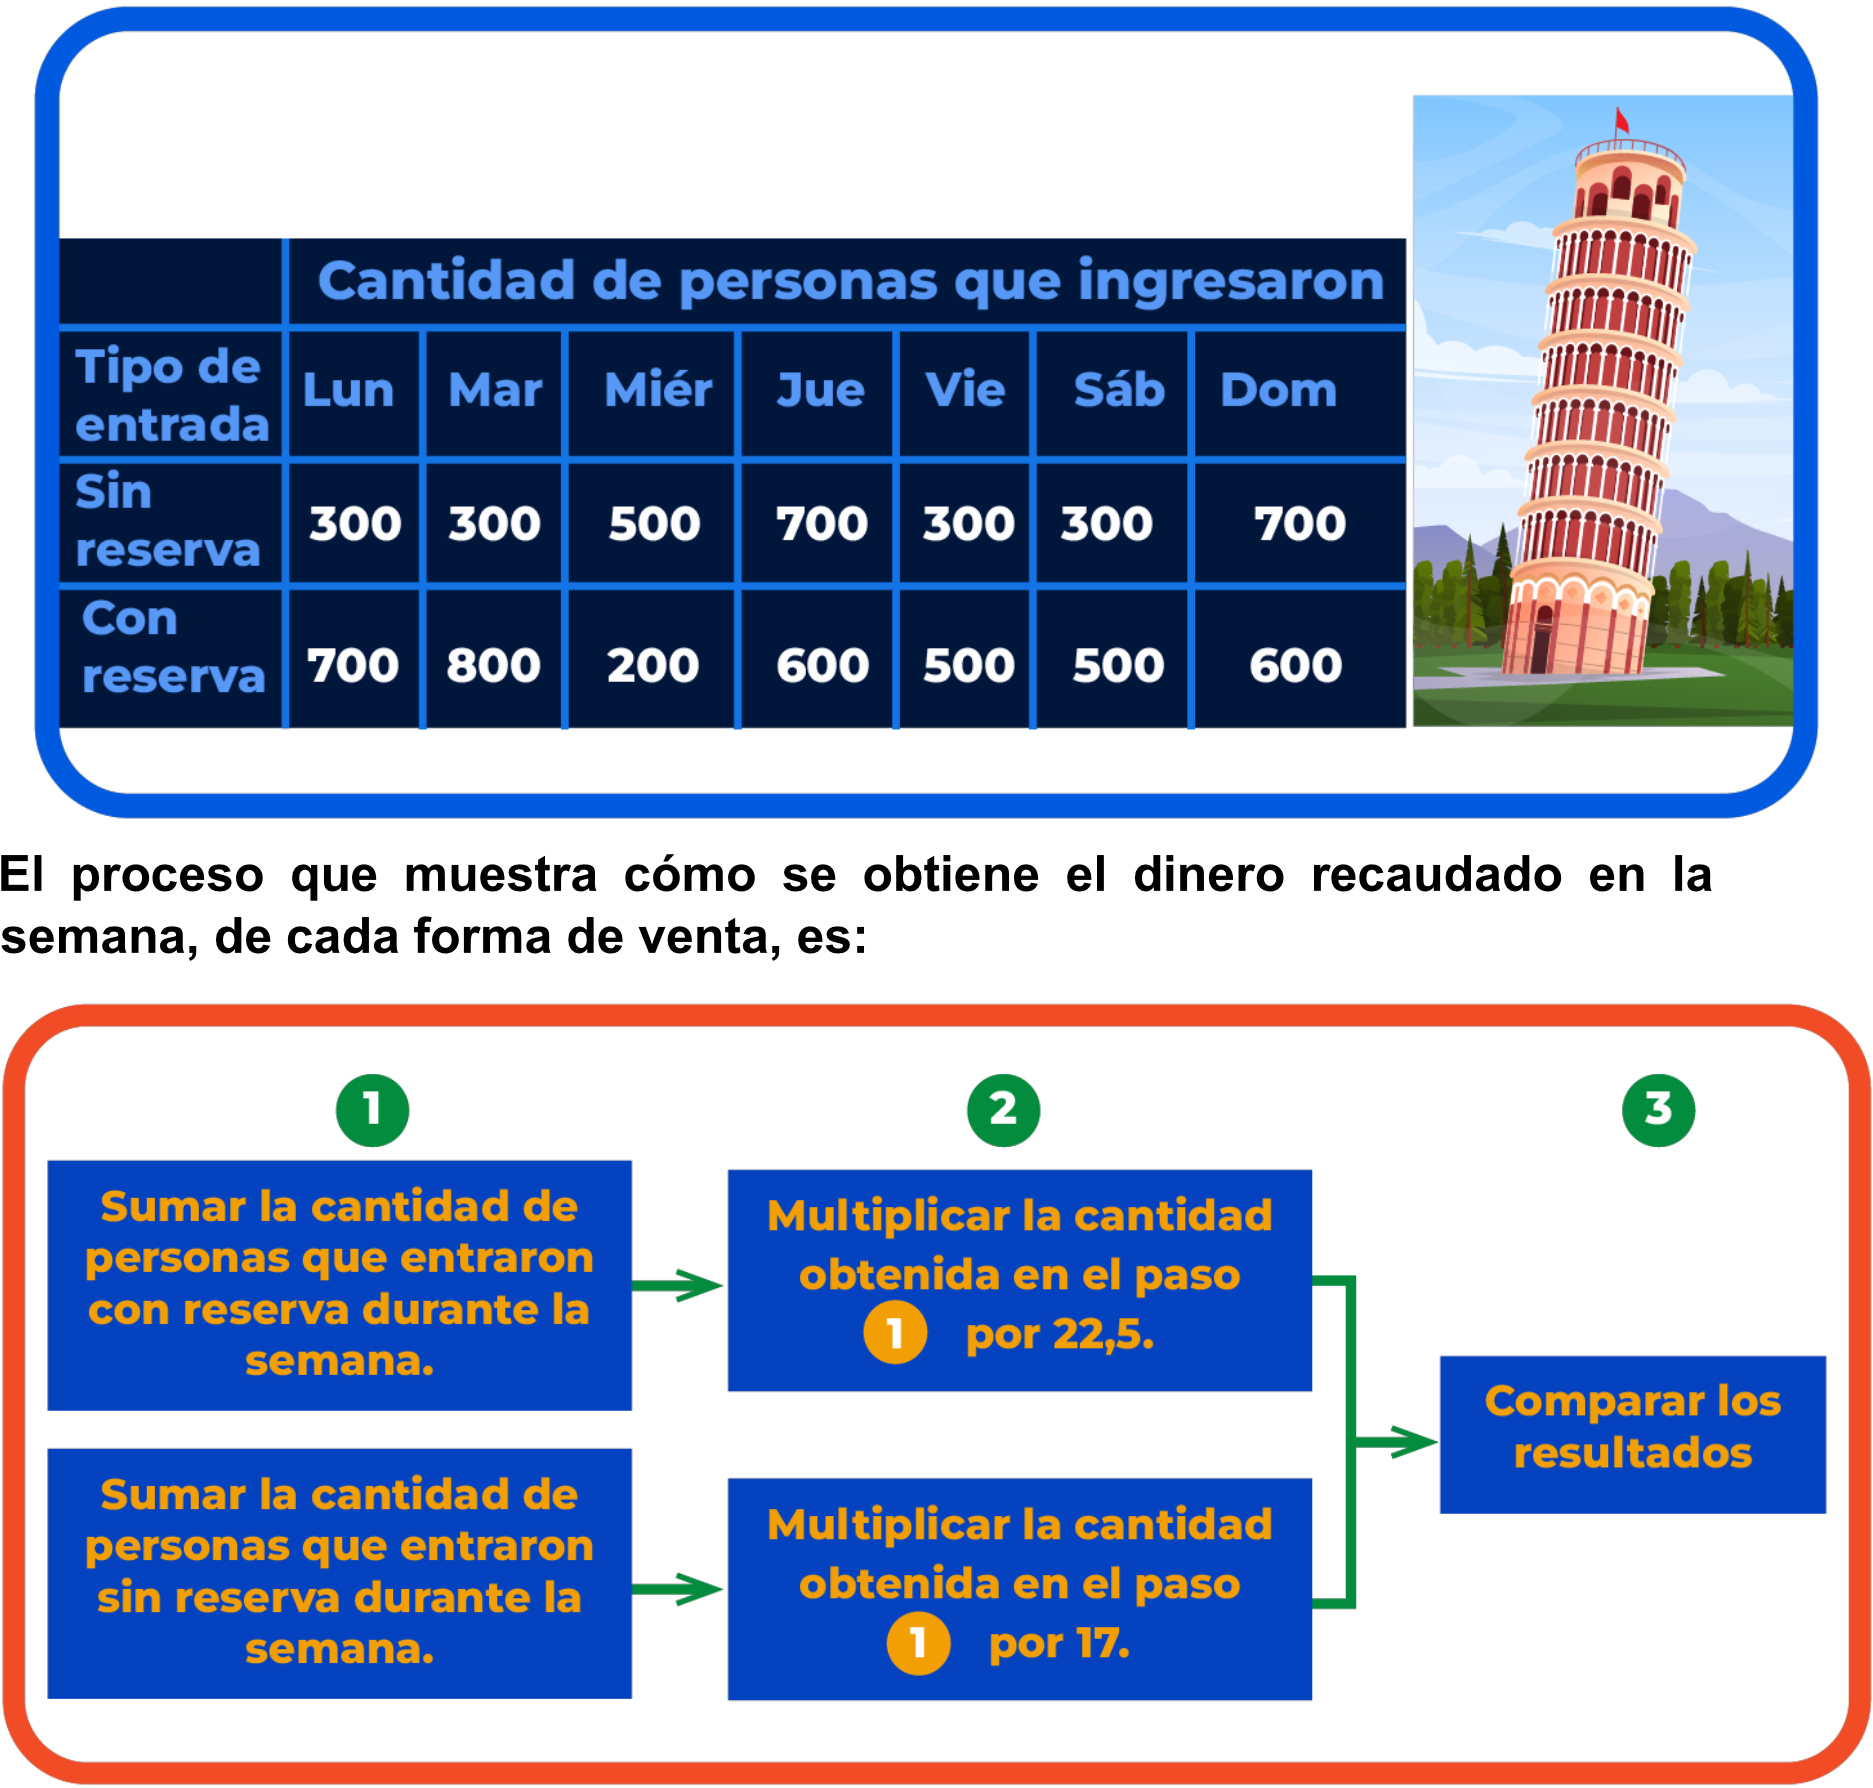 Cantidad de personas que ingresaron
Tipo de entrada Lun Mar Miér Jue Vie Sáb Dom
Sin reserva 300 300 500 700 300 300 700
Con reserva 700 800 200 600 500 500 600
El proceso que muestra cómo se obtiene el dinero recaudado en la
semana, de cada forma de venta, es:
1
2
3
Sumar la cantidad de
personas que entraron
con reserva durante la
semana.
Multiplicar la cantidad
obtenida en el paso
1 por 22,5.
Sumar la cantidad de
personas que entraron
sin reserva durante la
semana.
Multiplicar la cantidad
obtenida en el paso
1 por 17.
Comparar los
resultados